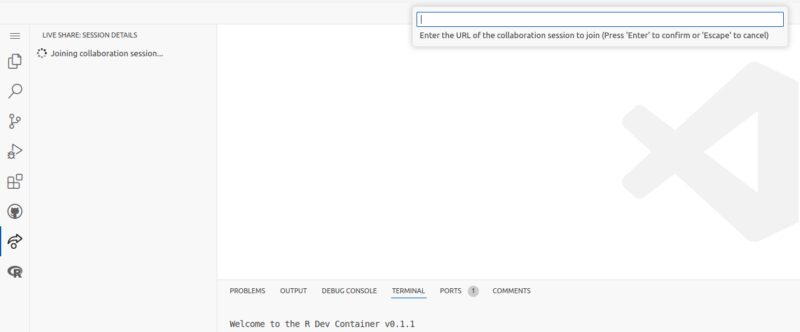 Enter the URL of the collaboration session to join (Press 'Enter' to confirm or 'Escape' to cancel)
LIVE SHARE: SESSION DETAILS
Joining collaboration session...
R
PROBLEMS OUTPUT DEBUG CONSOLE TERMINAL PORTS 1 COMMENTS
Welcome to the R Dev Container v0.1.1